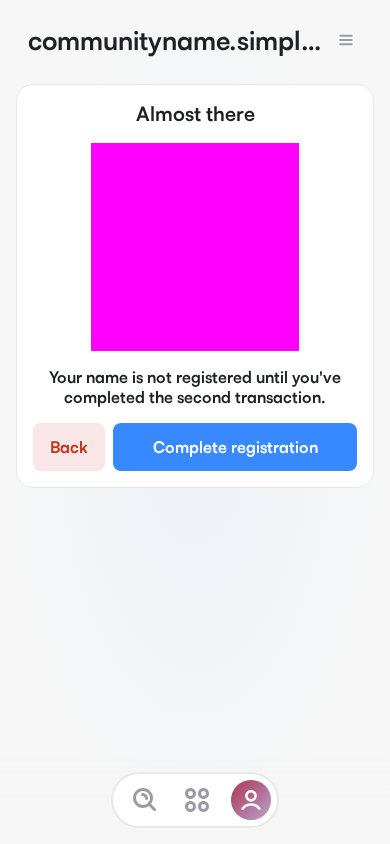 communityname.simpl...
Almost there
Your name is not registered until you've
completed the second transaction.
Back
Complete registration